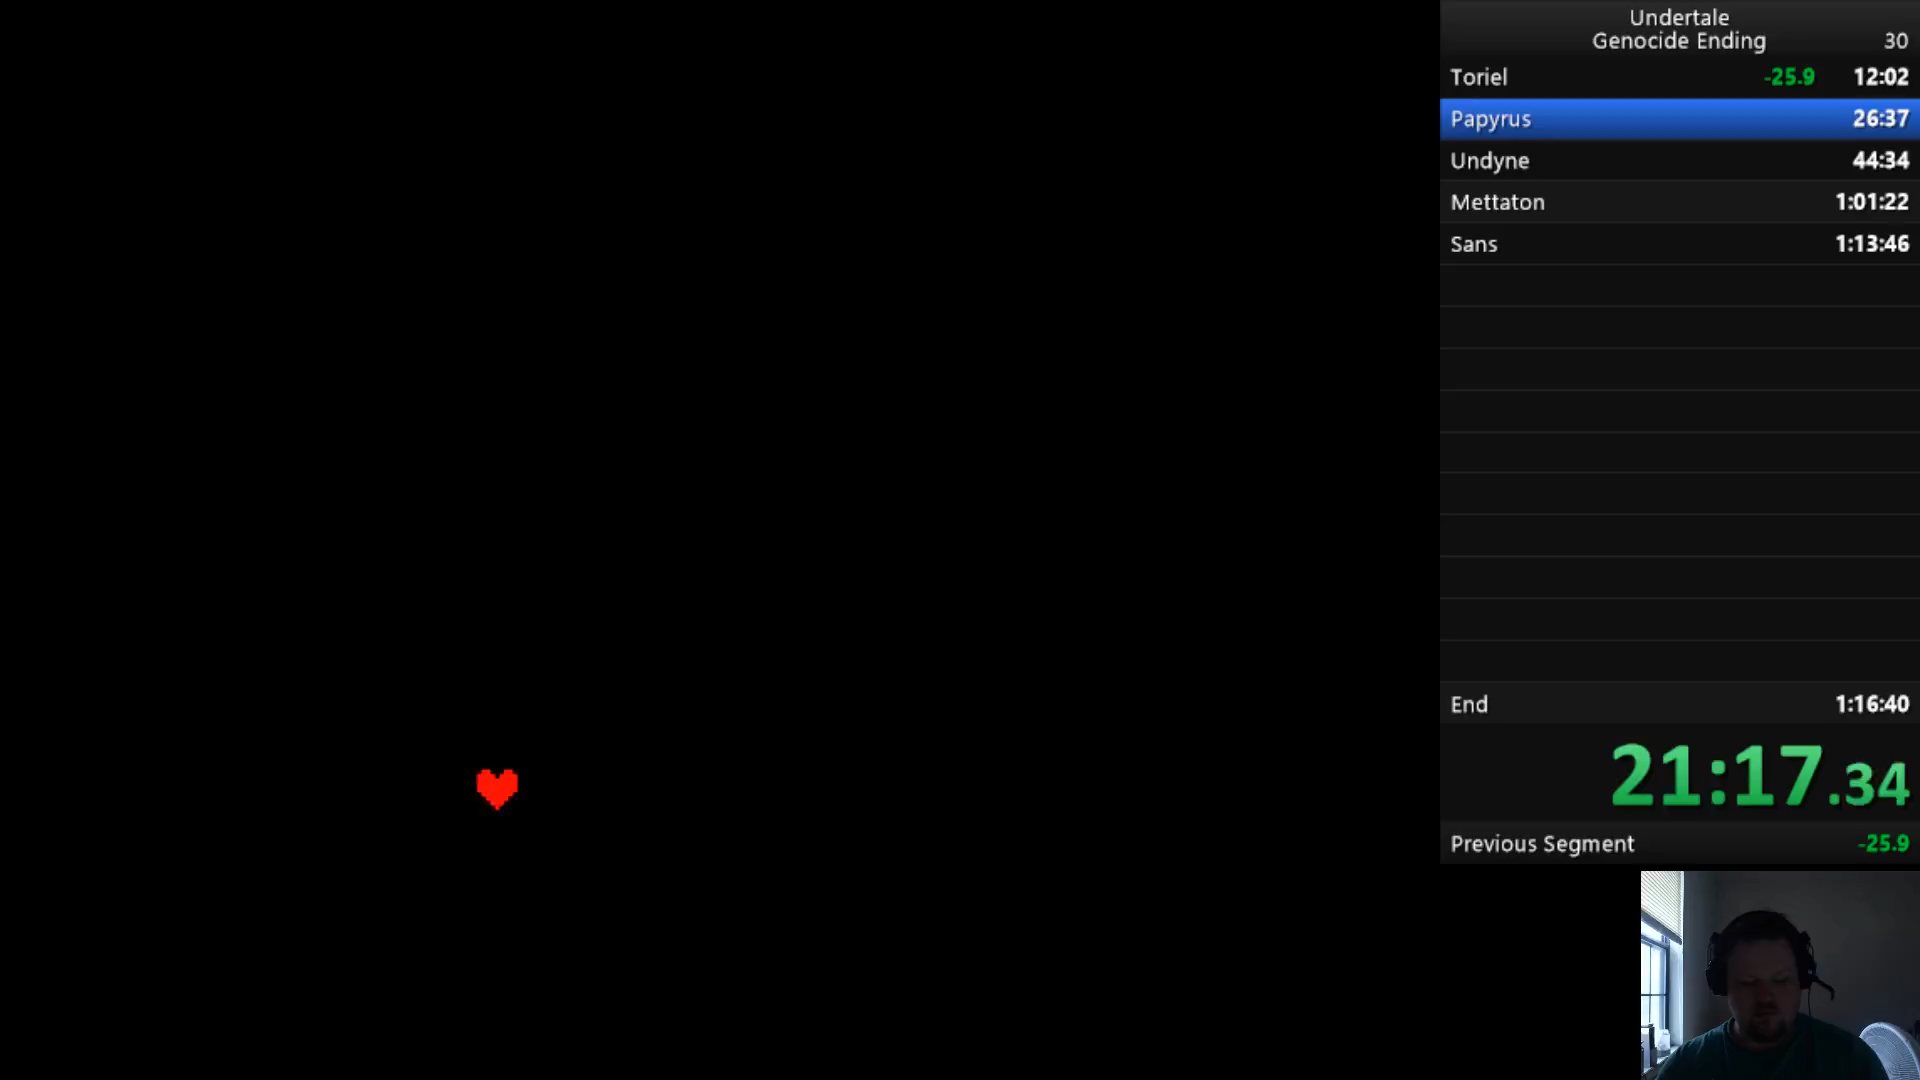 Undertale
Genocide Ending 30
Toriel -25.9 12:02
Papyrus 26:37
Undyne 44:34
Mettaton 1:01:22
Sans 1:13:46
End 1:16:40
21:17.34
Previous Segment -25.9